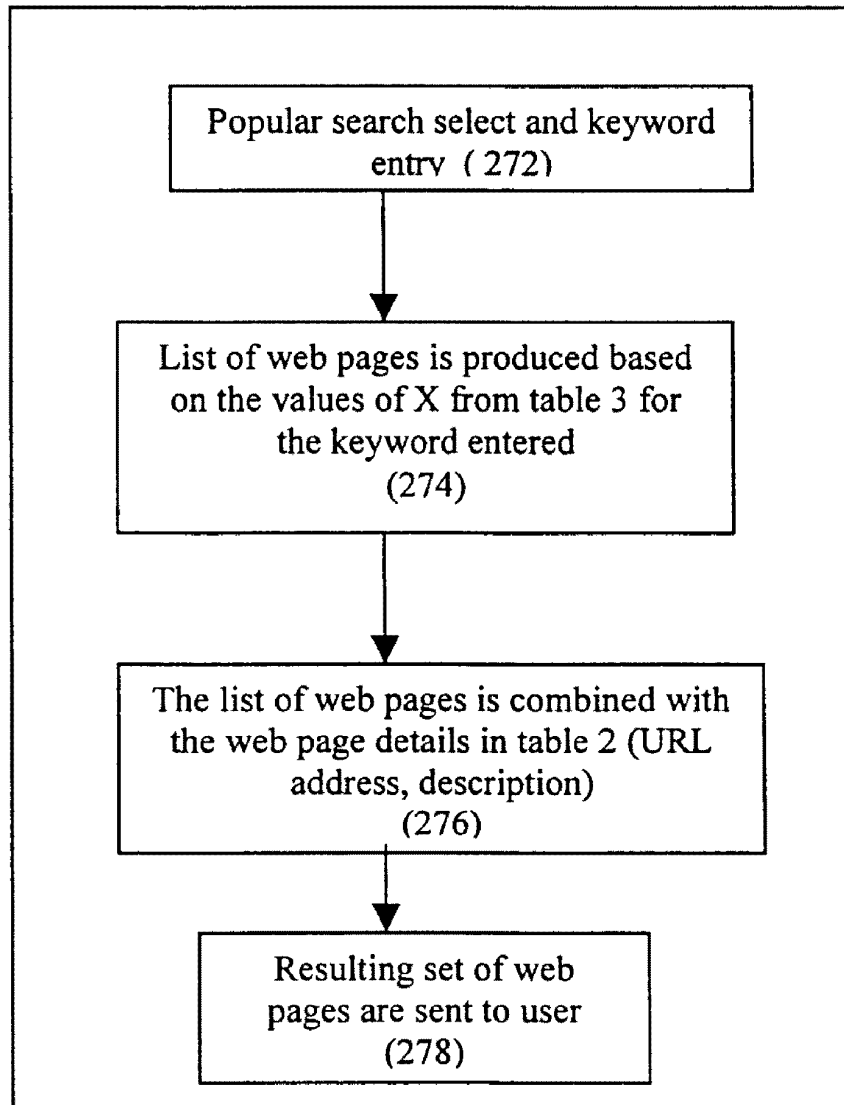 Popular search select and keyword
entry ( 272)
List of web pages is produced based
on the values of X from table 3 for
the keyword entered
(274)
The list of web pages is combined with
the web page details in table 2 (URL
address, description)
(276)
Resulting set of web
pages are sent to user
(278)